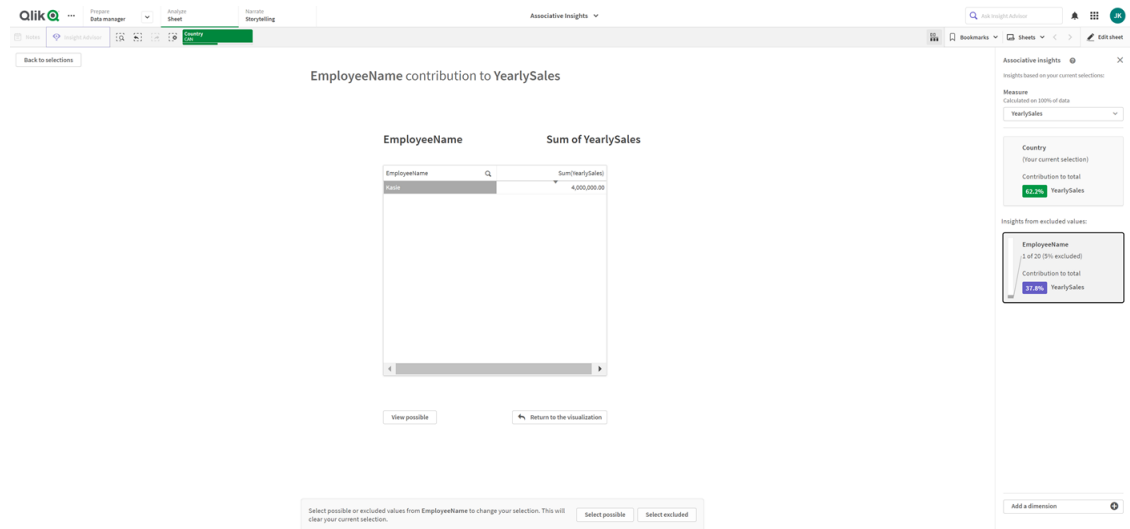 Qlik
Prepare
Data manager
Analyze
Sheet
Narrate
Storytelling
Associative Insights
Ask Insight Advisor
JK
Notes
Insight Advisor
Country
CAN
Bookmarks
Sheets
Edit sheet
Back to selections
EmployeeName contribution to YearlySales
EmployeeName
Sum of YearlySales
EmployeeName
Sum(YearlySales)
Kasie
4,000,000.00
View possible
Return to the visualization
Select possible or excluded values from EmployeeName to change your selection. This will
clear your current selection.
Select possible
Select excluded
Associative insights
Insights based on your current selections:
Measure
Calculated on 100% of data
YearlySales
Country
(Your current selection)
Contribution to total
62.2% YearlySales
Insights from excluded values:
EmployeeName
1 of 20 (5% excluded)
Contribution to total
37.8% YearlySales
Add a dimension